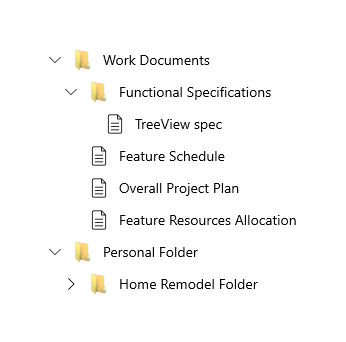 Work Documents
Functional Specifications
TreeView spec
Feature Schedule
Overall Project Plan
Feature Resources Allocation
Personal Folder
Home Remodel Folder